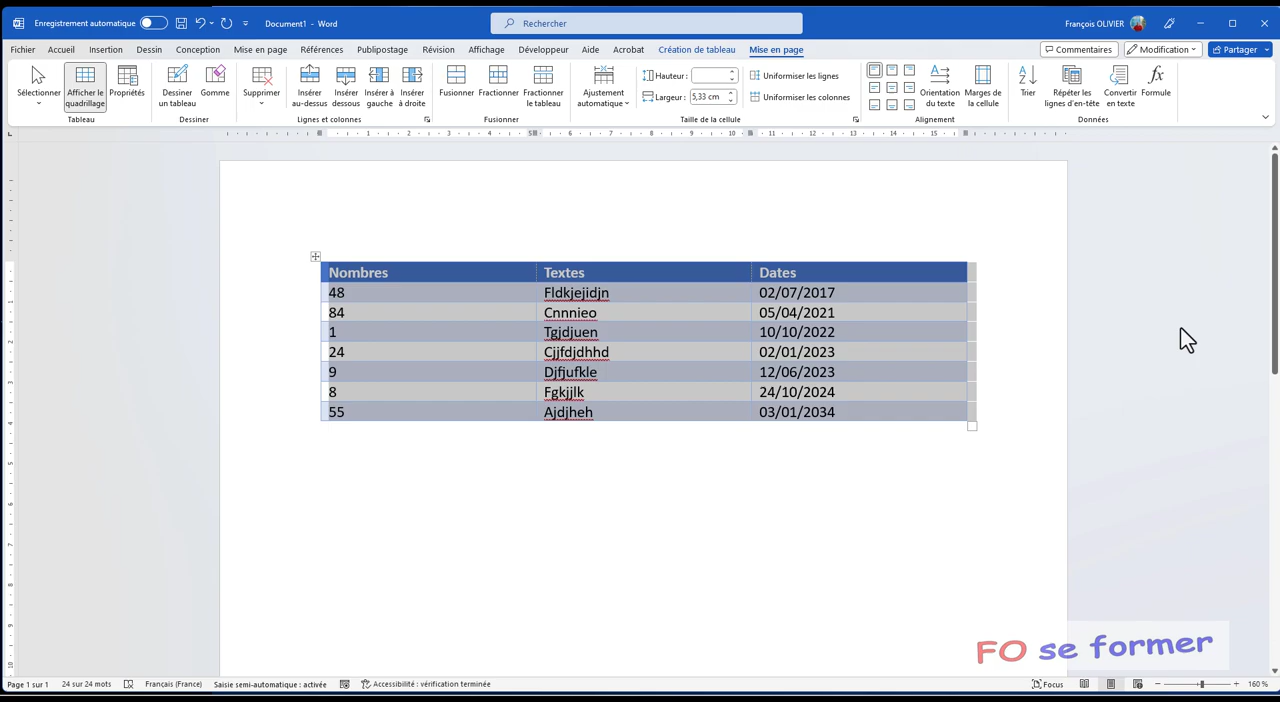 Enregistrement automatique
Document1 - Word
Rechercher
François OLIVIER
Fichier Accueil Insertion Dessin Conception Mise en page Références Publipostage Révision Affichage Développeur Aide Acrobat Création de tableau Mise en page
Commentaires Modification Partager
Sélectionner
Afficher le quadrillage
Propriétés
Tableau
Dessiner un tableau
Gomme
Dessiner
Supprimer
Insérer au-dessus
Insérer dessous
Insérer à gauche
Insérer à droite
Lignes et colonnes
Fusionner
Fractionner
Fractionner le tableau
Fusionner
Ajustement automatique
Hauteur :
Largeur : 5,33 cm
Uniformiser les lignes
Uniformiser les colonnes
Taille de la cellule
Orientation du texte
Marges de la cellule
Alignement
Trier
Répéter les lignes d'en-tête
Convertir en texte
Formule
Données
Nombres Textes Dates
48 Fldkjejidjn 02/07/2017
84 Cnnnieo 05/04/2021
1 Tgjdjuen 10/10/2022
24 Cjjfdjdhhd 02/01/2023
9 Djfjufkle 12/06/2023
8 Fgkjjlk 24/10/2024
55 Ajdjheh 03/01/2034
FO se former
Page 1 sur 1 24 sur 24 mots Français (France) Saisie semi-automatique : activée Accessibilité : vérification terminée Focus 160 %